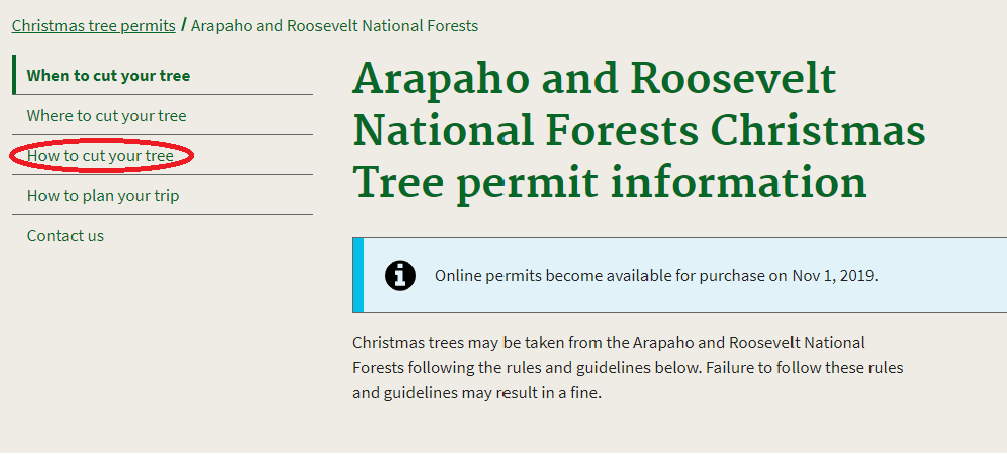 Christmas tree permits / Arapaho and Roosevelt National Forests
When to cut your tree
Where to cut your tree
How to cut your tree
How to plan your trip
Contact us
Arapaho and Roosevelt
National Forests Christmas
Tree permit information
Online permits become available for purchase on Nov 1, 2019.
Christmas trees may be taken from the Arapaho and Roosevelt National
Forests following the rules and guidelines below. Failure to follow these rules
and guidelines may result in a fine.